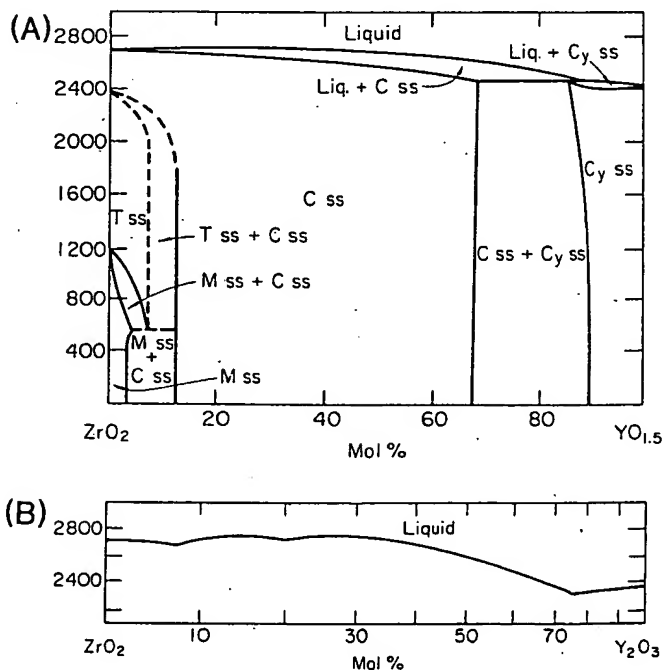 (A)
2800
2400
2000
1600
1200
800
400
Liquid
Liq. + Cy ss
Liq. + C ss
Cy ss
C ss
T ss
T ss + C ss
C ss + Cy ss
M ss + C ss
M ss
+
C ss
M ss
ZrO₂ 20 40 60 80 YO₁.₅
Mol %
(B)
2800
2400
Liquid
ZrO₂ 10 30 50 70 Y₂O₃
Mol %